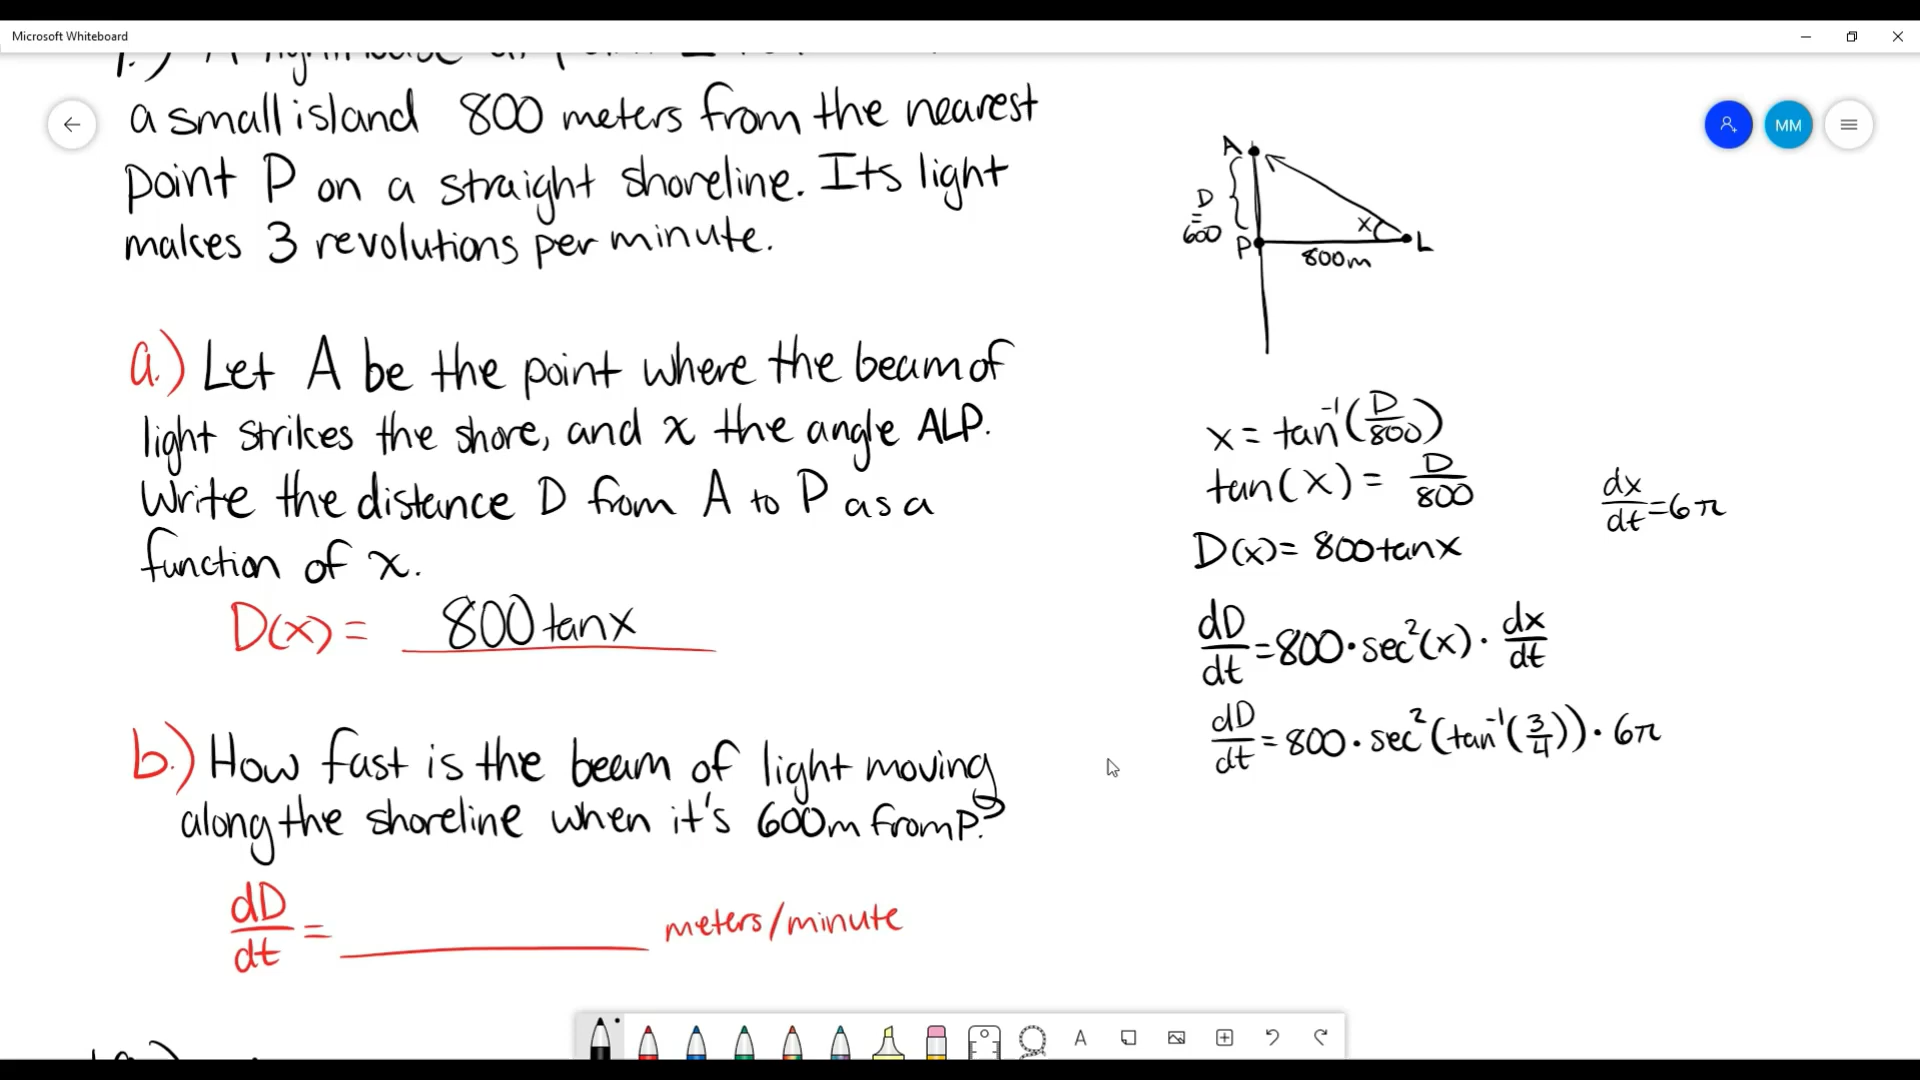 Microsoft Whiteboard
a small island 800 meters from the nearest
point P on a straight shoreline. Its light
makes 3 revolutions per minute.
a.) Let A be the point where the beam of
light strikes the shore, and x the angle ALP.
Write the distance D from A to P as a
function of x.
D(x) = 800tanx
b.) How fast is the beam of light moving
along the shoreline when it's 600m from P?
dD/dt = ________ meters/minute
A
D
=
600
P
x
L
800m
x = tan⁻¹(D/800)
tan(x) = D/800
dx/dt = 6π
D(x) = 800tanx
dD/dt = 800 · sec²(x) · dx/dt
dD/dt = 800 · sec²(tan⁻¹(3/4)) · 6π
MM
A